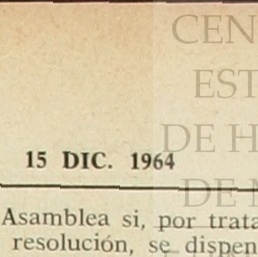 CEN
EST
DE H
15 DIC. 1964
DE
Asamblea si, por trata
resolución, se dispen